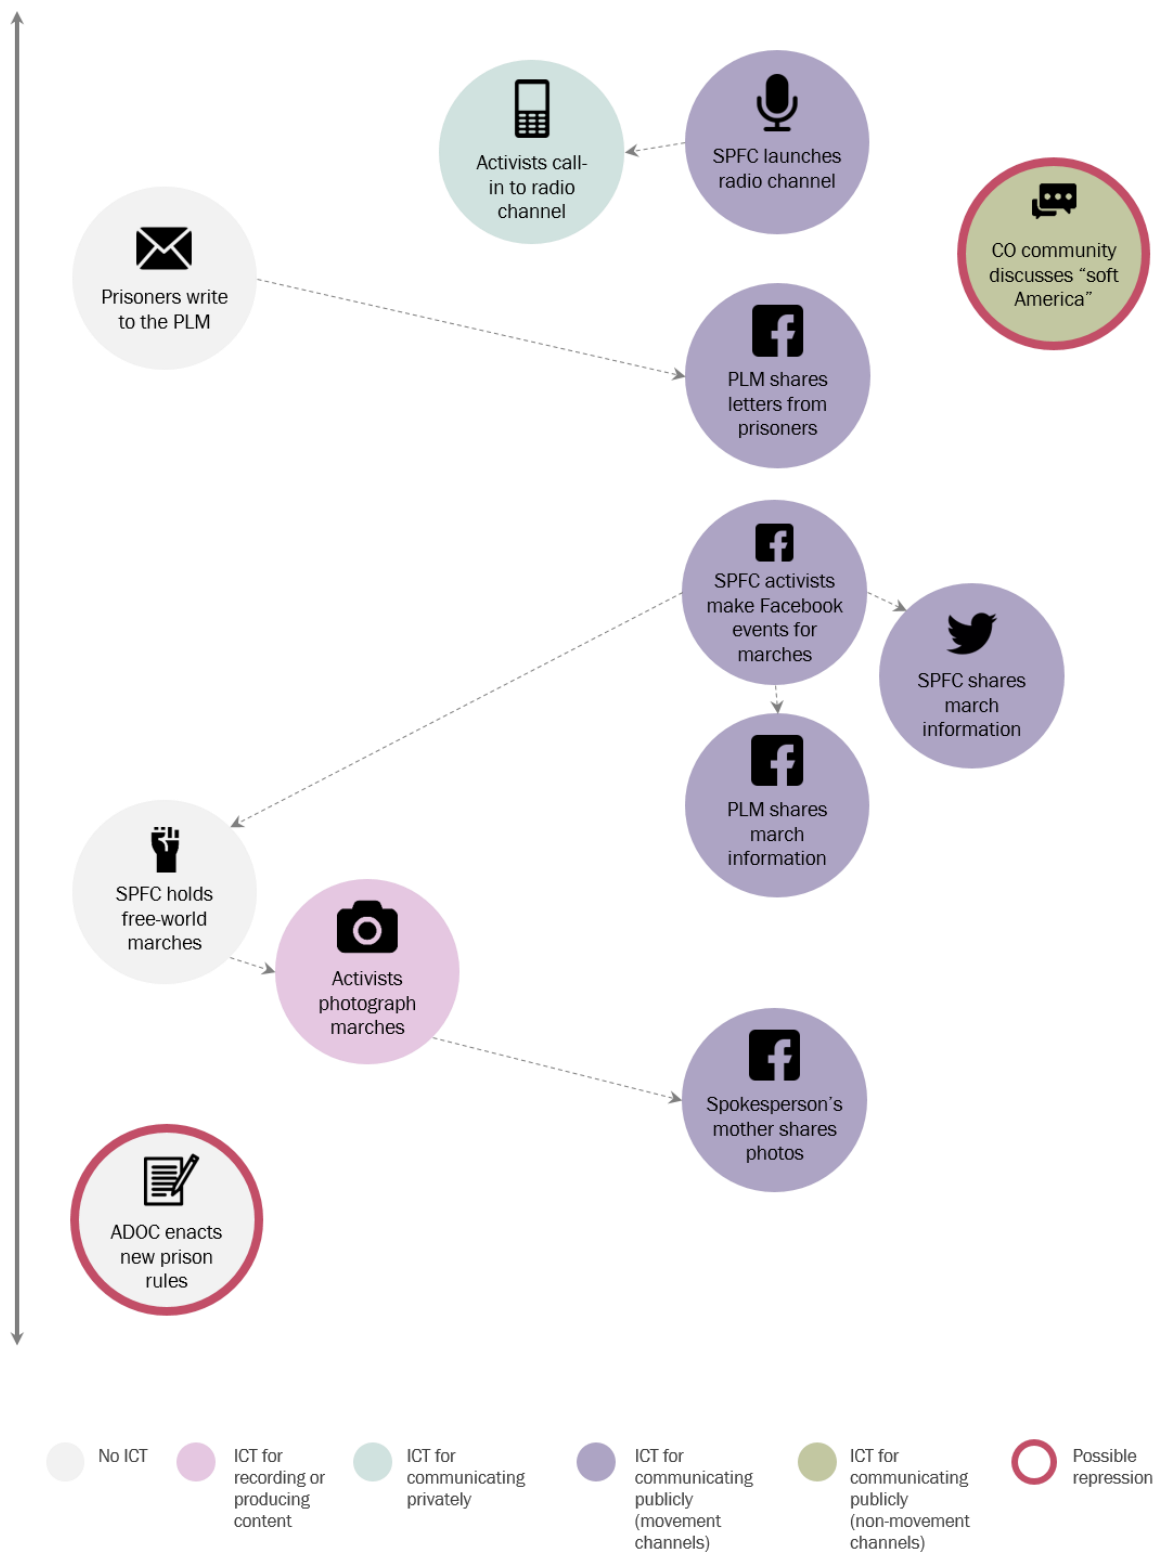 Activists call-
in to radio
channel
SPFC launches
radio channel
CO community
discusses “soft
America”
Prisoners write
to the PLM
PLM shares
letters from
prisoners
SPFC activists
make Facebook
events for
marches
SPFC shares
march
information
PLM shares
march
information
SPFC holds
free-world
marches
Activists
photograph
marches
Spokesperson’s
mother shares
photos
ADOC enacts
new prison
rules
No ICT
ICT for
recording or
producing
content
ICT for
communicating
privately
ICT for
communicating
publicly
(movement
channels)
ICT for
communicating
publicly
(non-movement
channels)
Possible
repression